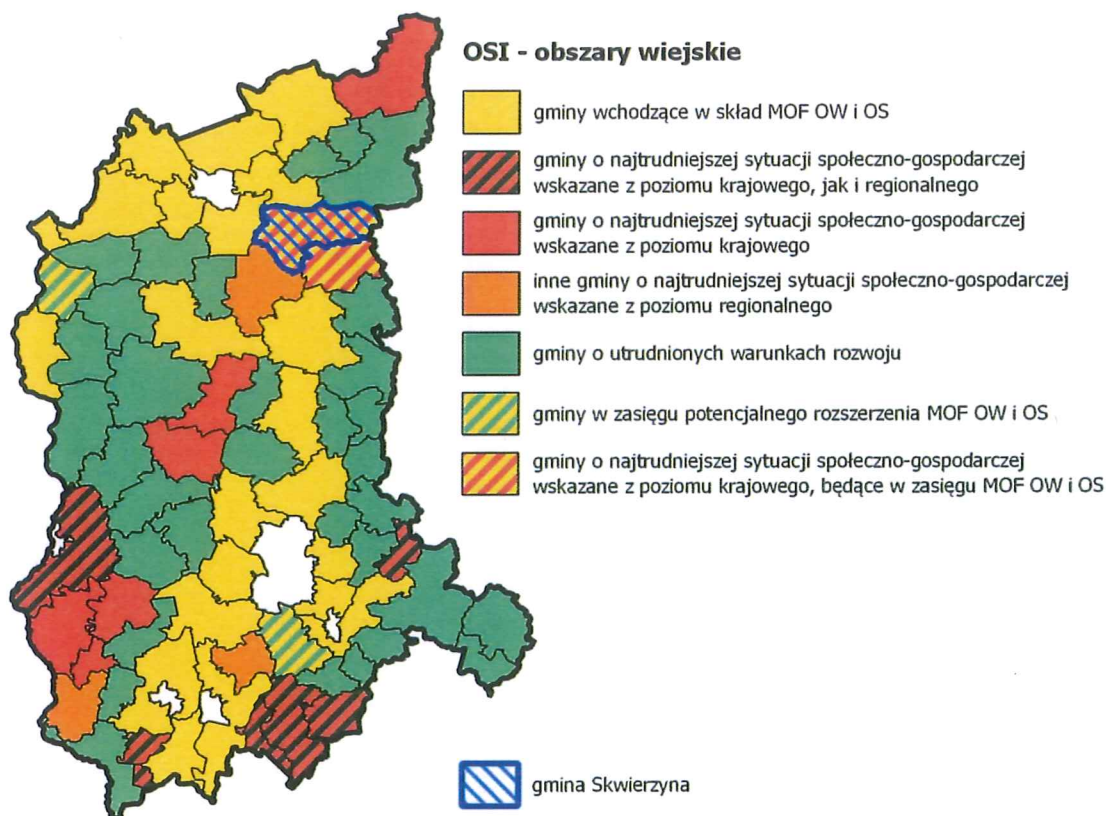 OSI - obszary wiejskie
gminy wchodzące w skład MOF OW i OS
gminy o najtrudniejszej sytuacji społeczno-gospodarczej
wskazane z poziomu krajowego, jak i regionalnego
gminy o najtrudniejszej sytuacji społeczno-gospodarczej
wskazane z poziomu krajowego
inne gminy o najtrudniejszej sytuacji społeczno-gospodarczej
wskazane z poziomu regionalnego
gminy o utrudnionych warunkach rozwoju
gminy w zasięgu potencjalnego rozszerzenia MOF OW i OS
gminy o najtrudniejszej sytuacji społeczno-gospodarczej
wskazane z poziomu krajowego, będące w zasięgu MOF OW i OS
gmina Skwierzyna